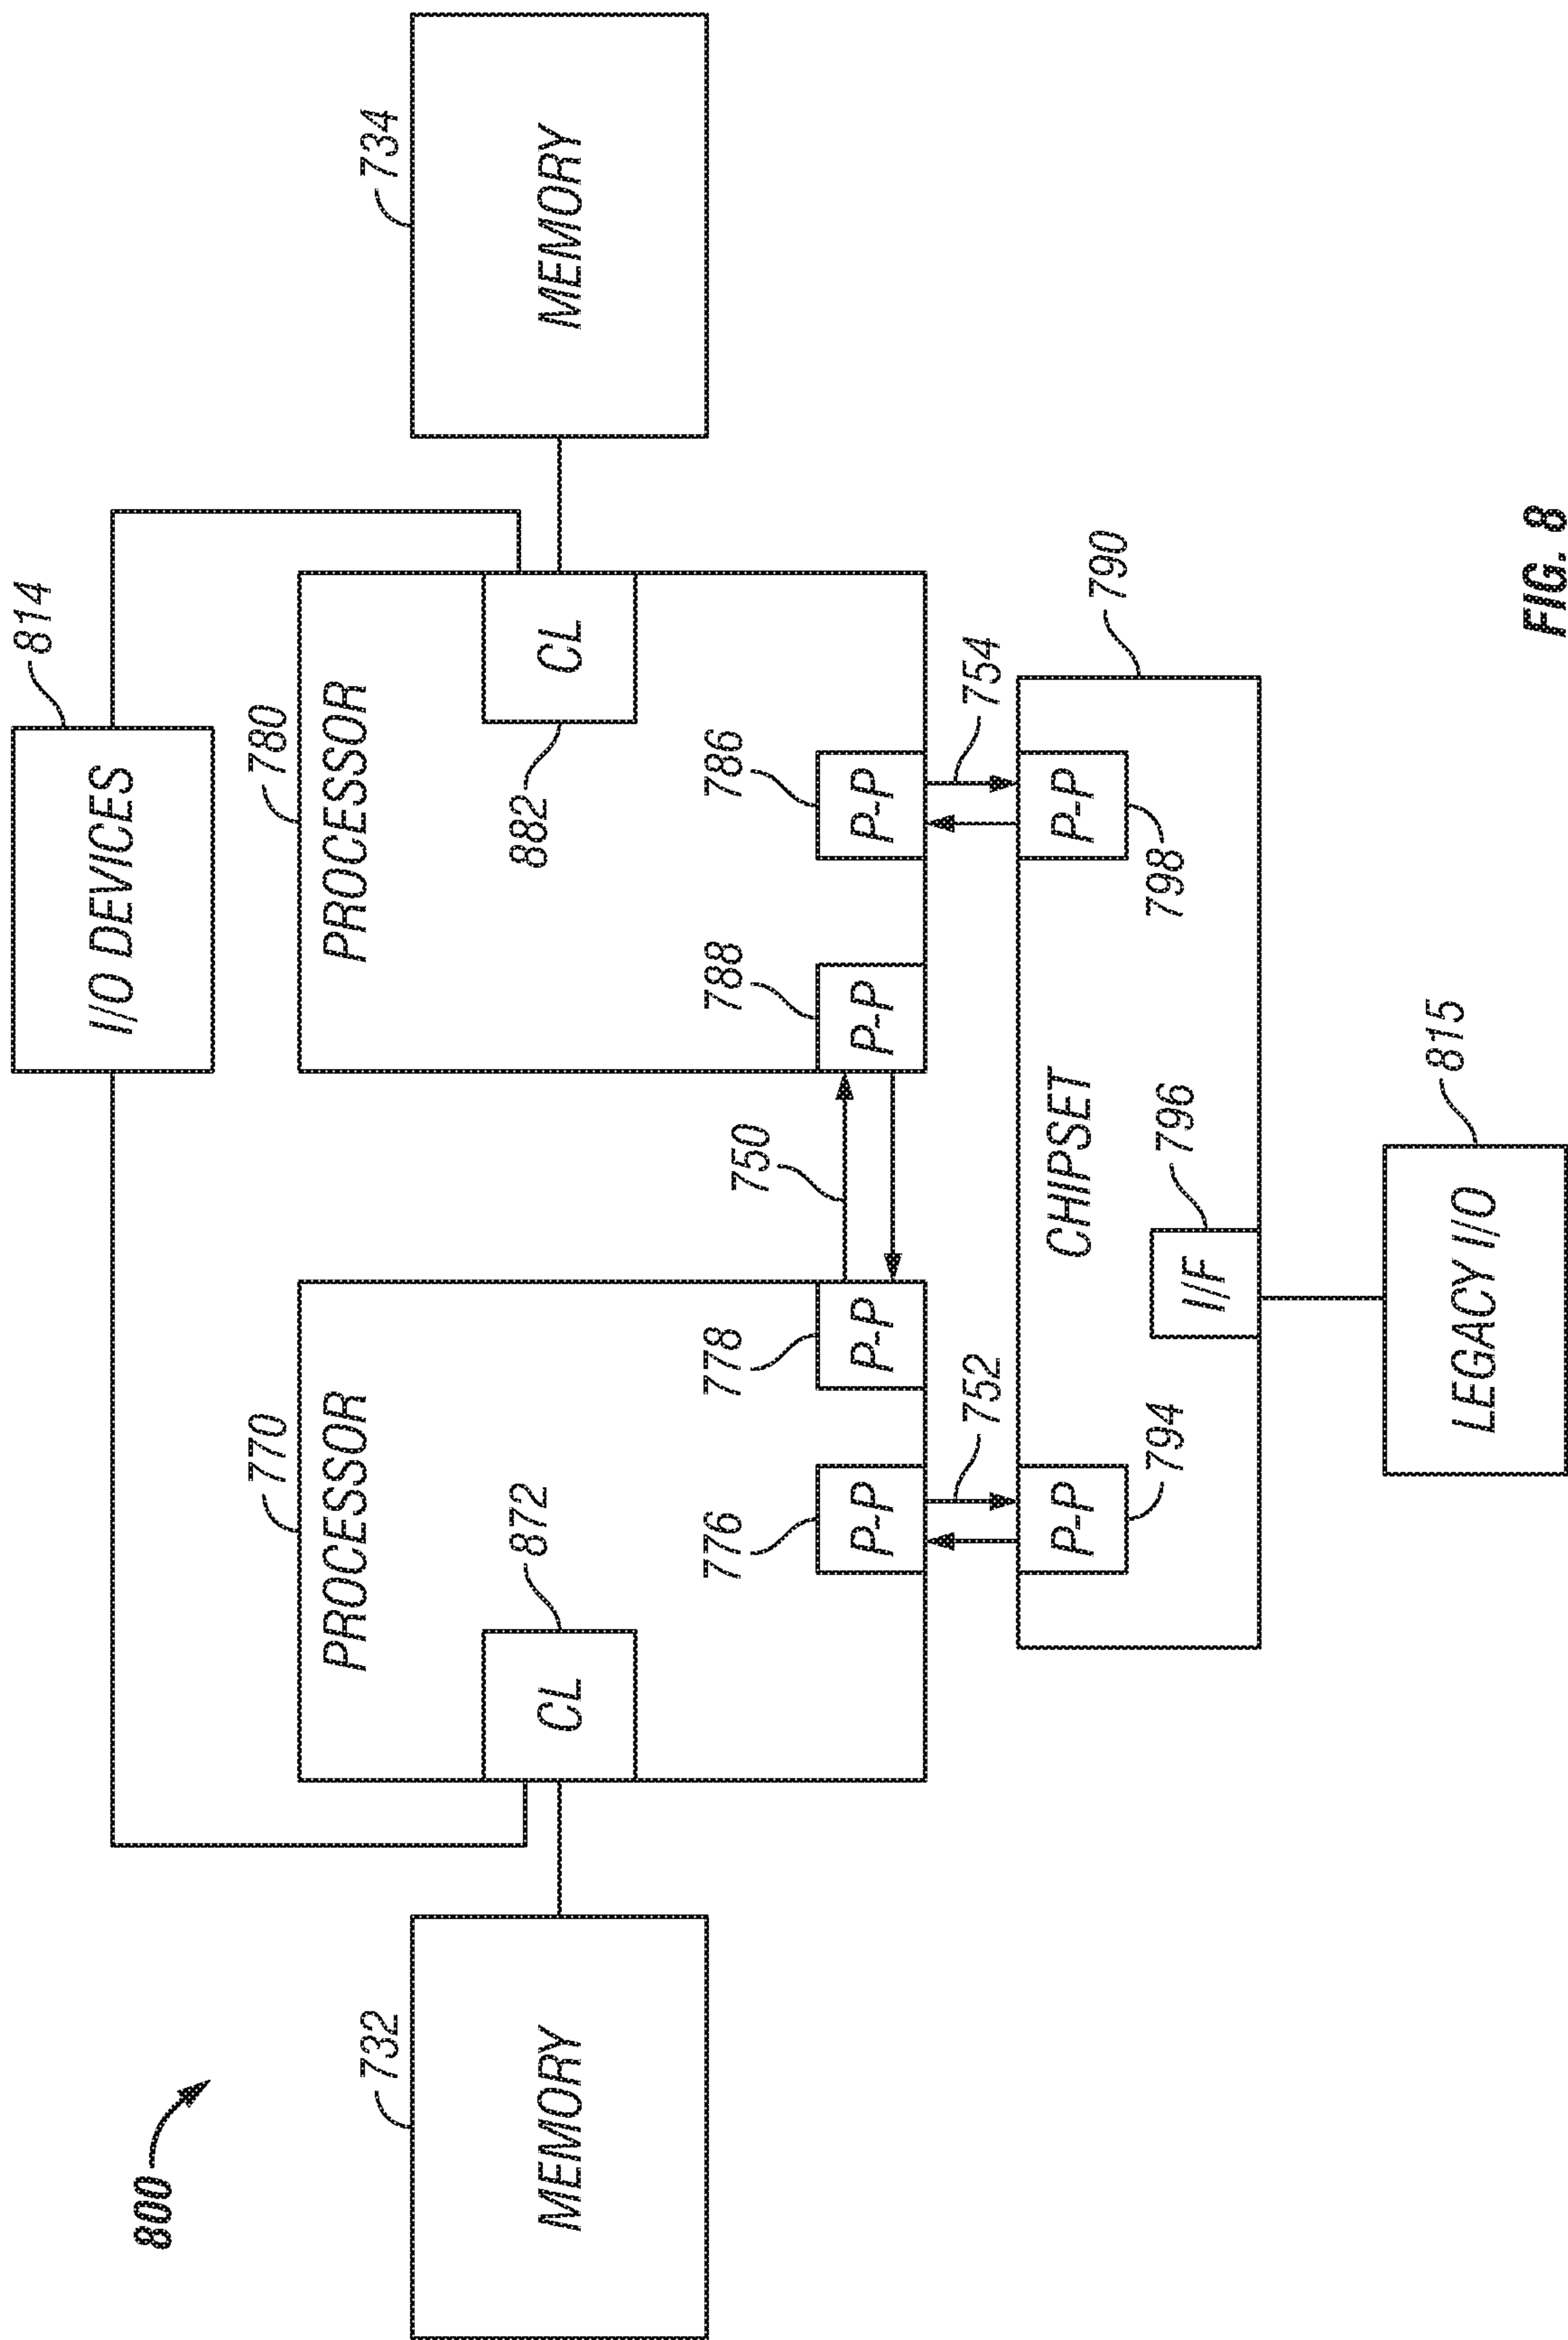 800
I/O DEVICES
814
770
780
PROCESSOR
PROCESSOR
732
734
MEMORY
MEMORY
CL
872
882
CL
776
778
750
788
786
P-P
P-P
P-P
P-P
752
754
CHIPSET
790
P-P
P-P
794
796
798
I/F
815
LEGACY I/O
FIG. 8